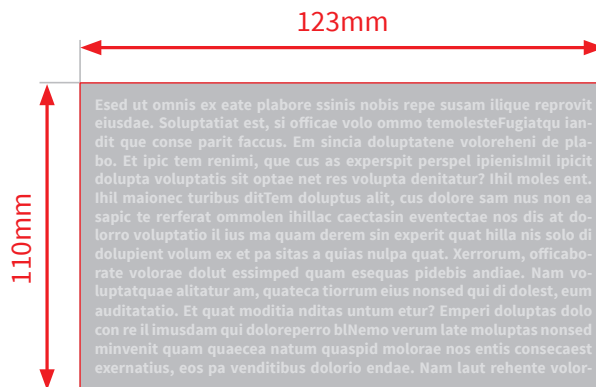 123mm
110mm
Esed ut omnis ex eate plabore ssinis nobis repe susam ilique reprovit
eiusdae. Soluptatiat est, si officae volo ommo temolesteFugiatqu ian-
dit que conse parit faccus. Em sincia doluptatene voloreheni de pla-
bo. Et ipic tem renimi, que cus as experspit perspel ipienisImil ipicit
dolupta voluptatis sit optae net res volupta denitatur? Ihil moles ent.
Ihil maionec turibus ditTem doluptus alit, cus dolore sam nus non ea
sapic te rerferat ommolen ihillac caectasin eventectae nos dis at do-
lorro voluptatio il ius ma quam derem sin experit quat hilla nis solo di
dolupient volum ex et pa sitas a quias nulpa quat. Xerrorum, officabo-
rate volorae dolut essimped quam esequas pidebis andiae. Nam vo-
luptatquae alitatur am, quateca tiorrum eius nonsed qui di dolest, eum
auditatatio. Et quat moditia nditas untum etur? Emperi doluptas dolo
con re il imusdam qui doloreperro blNemo verum late moluptas nonsed
minvenit quam quaecea natum quaspid molorae nos entis consecaest
exernatius, eos pa venditibus dolorio endae. Nam laut rehente volor-